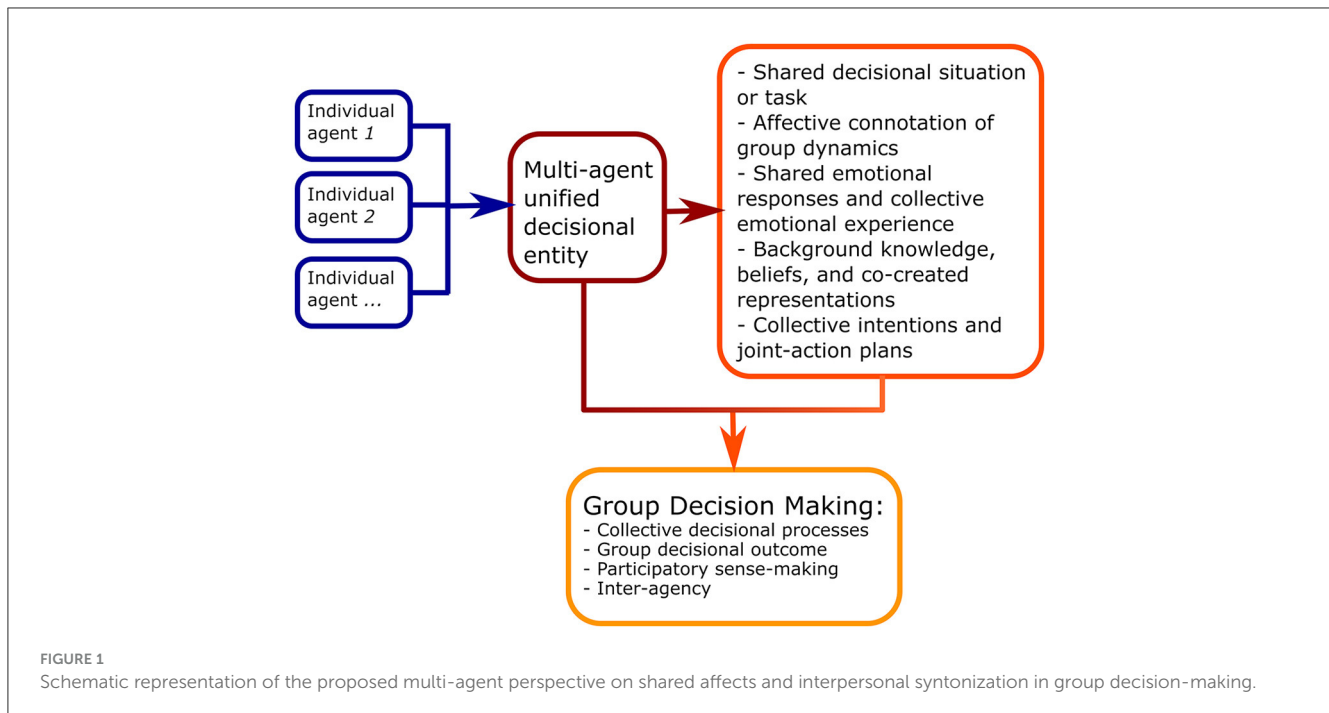 Individual
agent 1
Individual
agent 2
Individual
agent ...
Multi-agent
unified
decisional
entity
- Shared decisional situation
or task
- Affective connotation of
group dynamics
- Shared emotional
responses and collective
emotional experience
- Background knowledge,
beliefs, and co-created
representations
- Collective intentions and
joint-action plans
Group Decision Making:
- Collective decisional processes
- Group decisional outcome
- Participatory sense-making
- Inter-agency
FIGURE 1
Schematic representation of the proposed multi-agent perspective on shared affects and interpersonal syntonization in group decision-making.